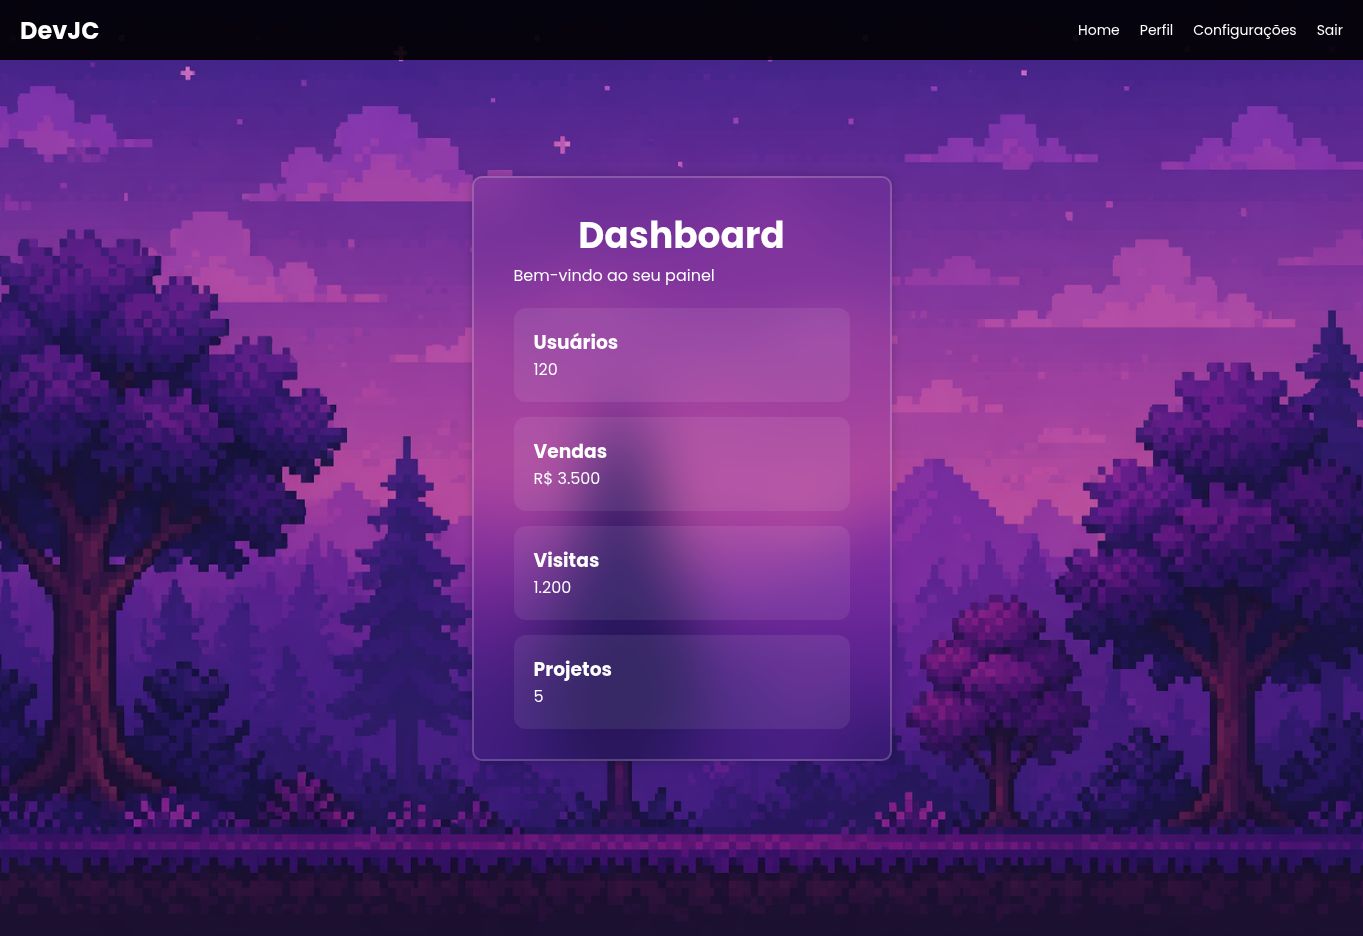 DevJC
Home Perfil Configurações Sair
Dashboard
Bem-vindo ao seu painel
Usuários
120
Vendas
R$ 3.500
Visitas
1.200
Projetos
5